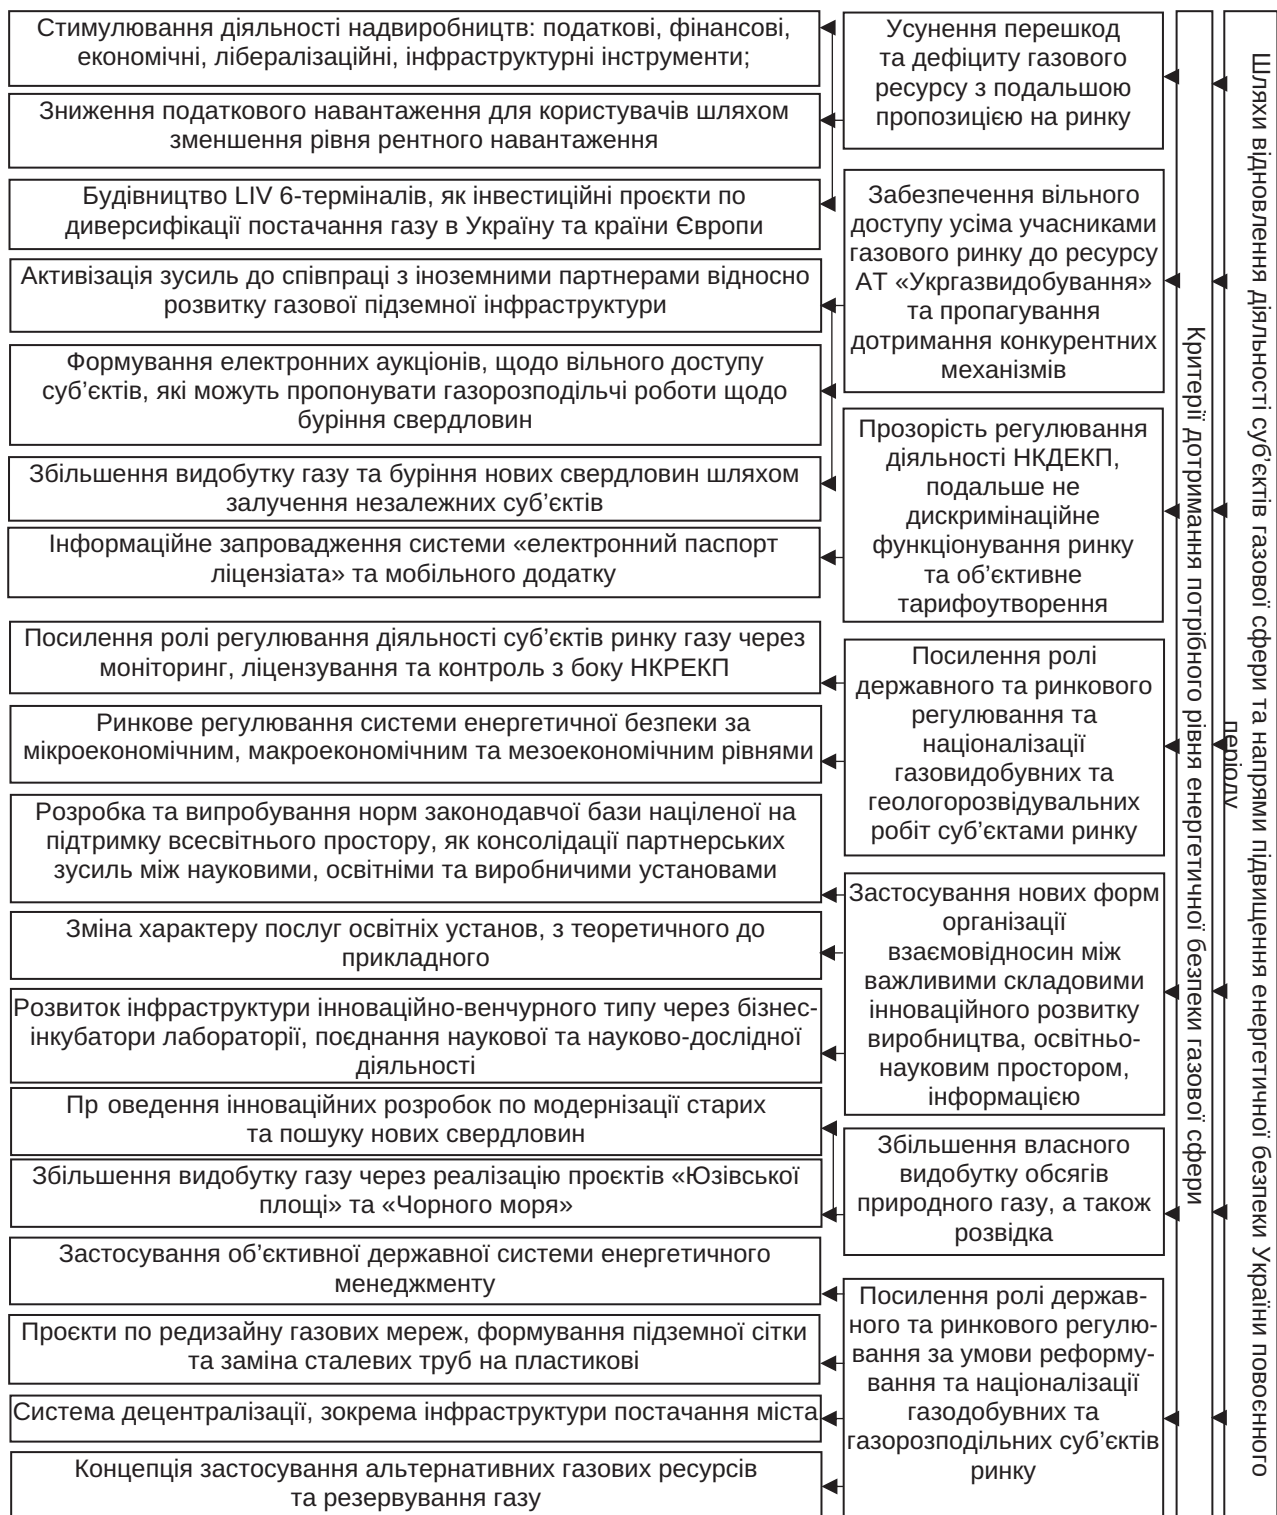 Стимулювання діяльності надвиробництв: податкові, фінансові,
економічні, лібералізаційні, інфраструктурні інструменти;
Зниження податкового навантаження для користувачів шляхом
зменшення рівня рентного навантаження
Будівництво LIV 6-терміналів, як інвестиційні проєкти по
диверсифікації постачання газу в Україну та країни Європи
Активізація зусиль до співпраці з іноземними партнерами відносно
розвитку газової підземної інфраструктури
Формування електронних аукціонів, щодо вільного доступу
суб’єктів, які можуть пропонувати газорозподільчі роботи щодо
буріння свердловин
Збільшення видобутку газу та буріння нових свердловин шляхом
залучення незалежних суб’єктів
Інформаційне запровадження системи «електронний паспорт
ліцензіата» та мобільного додатку
Посилення ролі регулювання діяльності суб’єктів ринку газу через
моніторинг, ліцензування та контроль з боку НКРЕКП
Ринкове регулювання системи енергетичної безпеки за
мікроекономічним, макроекономічним та мезоекономічним рівнями
Розробка та випробування норм законодавчої бази націленої на
підтримку всесвітнього простору, як консолідації партнерських
зусиль між науковими, освітніми та виробничими установами
Зміна характеру послуг освітніх установ, з теоретичного до
прикладного
Розвиток інфраструктури інноваційно-венчурного типу через бізнес-
інкубатори лабораторії, поєднання наукової та науково-дослідної
діяльності
Пр оведення інноваційних розробок по модернізації старих
та пошуку нових свердловин
Збільшення видобутку газу через реалізацію проєктів «Юзівської
площі» та «Чорного моря»
Застосування об’єктивної державної системи енергетичного
менеджменту
Проєкти по редизайну газових мереж, формування підземної сітки
та заміна сталевих труб на пластикові
Система децентралізації, зокрема інфраструктури постачання міста
Концепція застосування альтернативних газових ресурсів
та резервування газу
Усунення перешкод
та дефіциту газового
ресурсу з подальшою
пропозицією на ринку
Забезпечення вільного
доступу усіма учасниками
газового ринку до ресурсу
АТ «Укргазвидобування»
та пропагування
дотримання конкурентних
механізмів
Прозорість регулювання
діяльності НКДЕКП,
подальше не
дискримінаційне
функціонування ринку
та об’єктивне
тарифоутворення
Посилення ролі
державного та ринкового
регулювання та
націоналізації
газовидобувних та
геологорозвідувальних
робіт суб’єктами ринку
Застосування нових форм
організації
взаємовідносин між
важливими складовими
інноваційного розвитку
виробництва, освітньо-
науковим простором,
інформацією
Збільшення власного
видобутку обсягів
природного газу, а також
розвідка
Посилення ролі держав-
ного та ринкового регулю-
вання за умови реформу-
вання та націоналізації
газодобувних та
газорозподільних суб’єктів
ринку
Критерії дотримання потрібного рівня енергетичної безпеки газової сфери
Шляхи відновлення діяльності суб’єктів газової сфери та напрями підвищення енергетичної безпеки України повоєнного
періоду